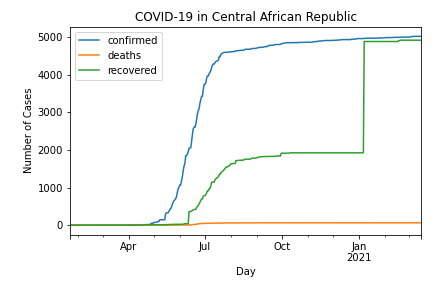 COVID-19 in Central African Republic
confirmed
deaths
recovered
Number of Cases
5000
4000
3000
2000
1000
0
Apr
Jul
Oct
Jan
2021
Day